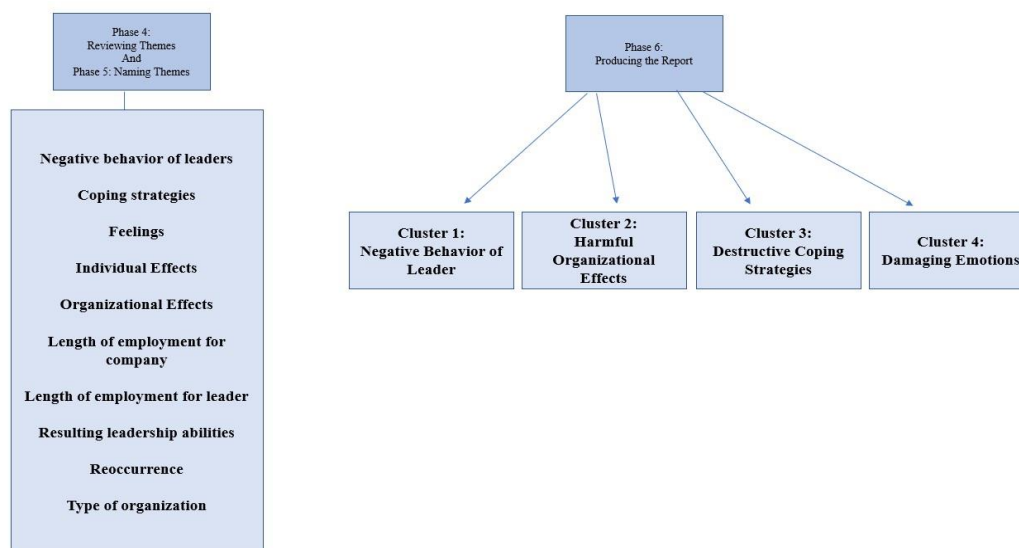 Phase 4:
Reviewing Themes
And
Phase 5: Naming Themes
Negative behavior of leaders
Coping strategies
Feelings
Individual Effects
Organizational Effects
Length of employment for
company
Length of employment for leader
Resulting leadership abilities
Reoccurrence
Type of organization
Phase 6:
Producing the Report
Cluster 1:
Negative Behavior of
Leader
Cluster 2:
Harmful
Organizational
Effects
Cluster 3:
Destructive Coping
Strategies
Cluster 4:
Damaging Emotions